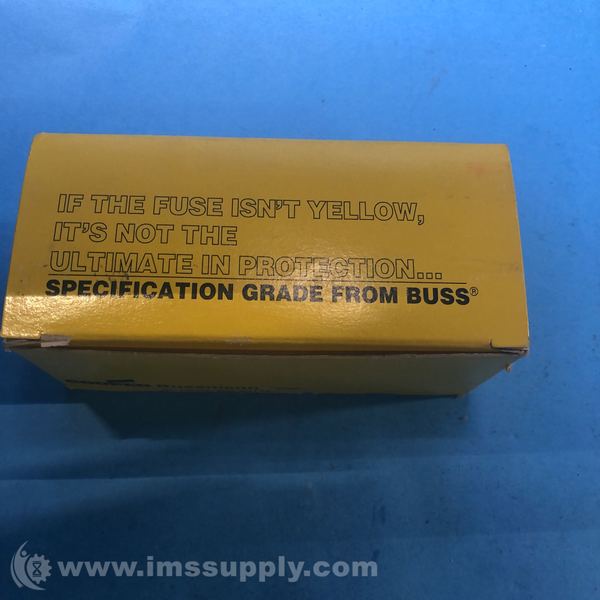 IF THE FUSE ISN'T YELLOW,
IT'S NOT THE
ULTIMATE IN PROTECTION...
SPECIFICATION GRADE FROM BUSS®
www.imssupply.com